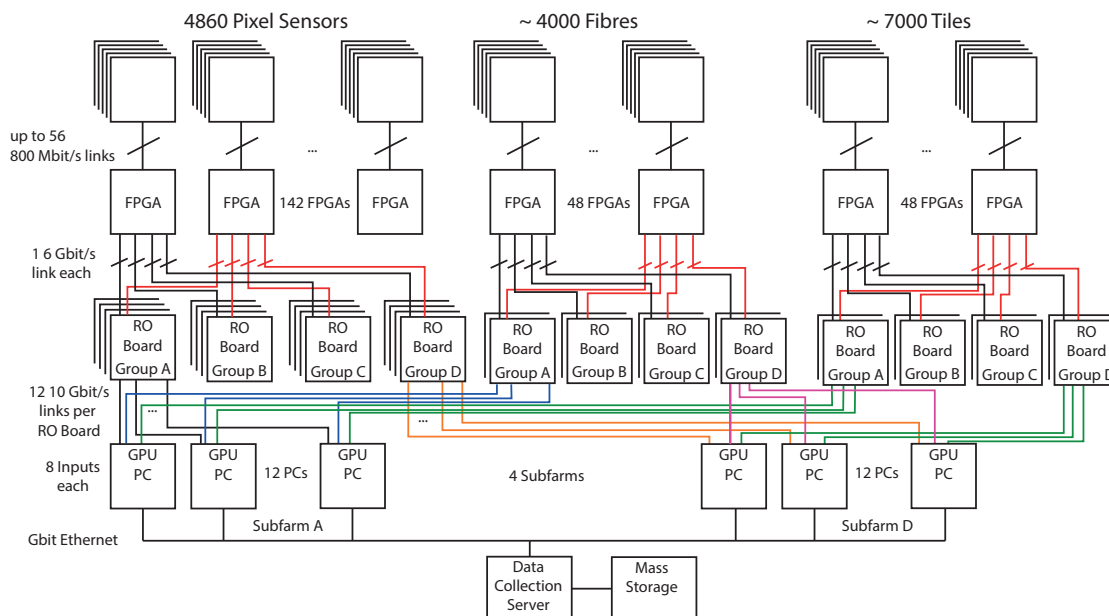 4860 Pixel Sensors
~ 4000 Fibres
~ 7000 Tiles
up to 56
800 Mbit/s links
...
...
...
FPGA
FPGA
142 FPGAs
FPGA
FPGA
48 FPGAs
FPGA
FPGA
48 FPGAs
FPGA
1 6 Gbit/s
link each
RO
Board
Group A
RO
Board
Group B
RO
Board
Group C
RO
Board
Group D
RO
Board
Group A
RO
Board
Group B
RO
Board
Group C
RO
Board
Group D
RO
Board
Group A
RO
Board
Group B
RO
Board
Group C
RO
Board
Group D
12 10 Gbit/s
links per
RO Board
...
...
8 Inputs
each
GPU
PC
GPU
PC
12 PCs
GPU
PC
4 Subfarms
GPU
PC
GPU
PC
12 PCs
GPU
PC
Subfarm A
Subfarm D
Gbit Ethernet
Data
Collection
Server
Mass
Storage